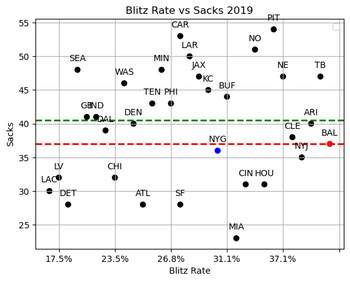 Blitz Rate vs Sacks 2019
55
50
45
40
35
30
25
Sacks
PIT
CAR
NO
LAR
SEA
MIN
JAX
NE
TB
WAS
KC
BUF
TEN
PHI
GB
IND
DEN
ARI
DAL
CLE
BAL
NYG
NYJ
LV
CHI
CIN
HOU
LAC
DET
ATL
SF
MIA
17.5%
23.5%
26.8%
31.1%
37.1%
Blitz Rate